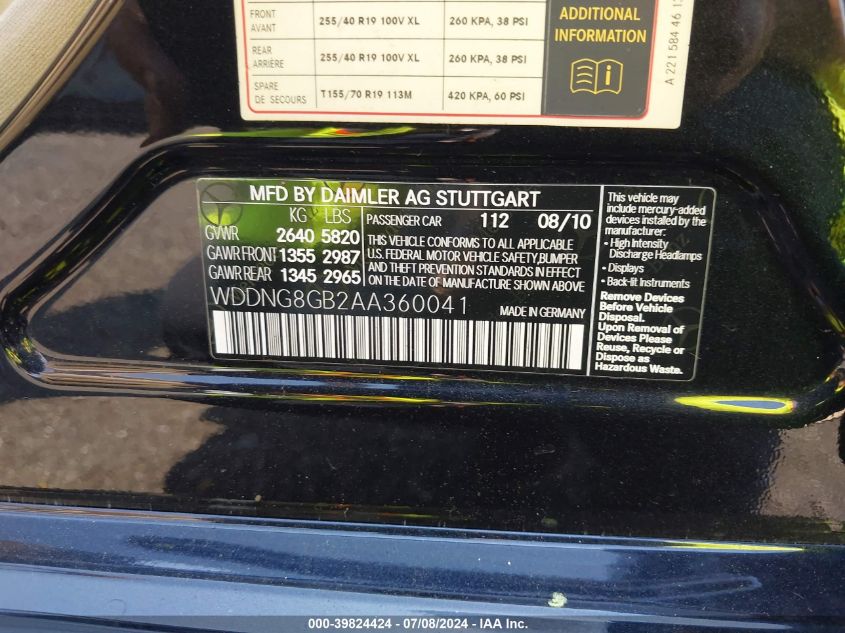 FRONT AVANT 255/40 R19 100V XL 260 KPA, 38 PSI
REAR ARRIÈRE 255/40 R19 100V XL 260 KPA, 38 PSI
SPARE DE SECOURS T155/70 R19 113M 420 KPA, 60 PSI
ADDITIONAL
INFORMATION
A 221 584 46 13
MFD BY DAIMLER AG STUTTGART
KG LBS
GVWR 2640 5820
GAWR FRONT 1355 2987
GAWR REAR 1345 2965
PASSENGER CAR 112 08/10
THIS VEHICLE CONFORMS TO ALL APPLICABLE
U.S. FEDERAL MOTOR VEHICLE SAFETY,BUMPER
AND THEFT PREVENTION STANDARDS IN EFFECT
ON THE DATE OF MANUFACTURE SHOWN ABOVE
WDDNG8GB2AA360041
MADE IN GERMANY
This vehicle may
include mercury-added
devices installed by the
manufacturer:
• High Intensity
Discharge Headlamps
• Displays
• Back-lit Instruments
Remove Devices
Before Vehicle
Disposal.
Upon Removal of
Devices Please
Reuse, Recycle or
Dispose as
Hazardous Waste.
000-39824424 - 07/08/2024 - IAA Inc.